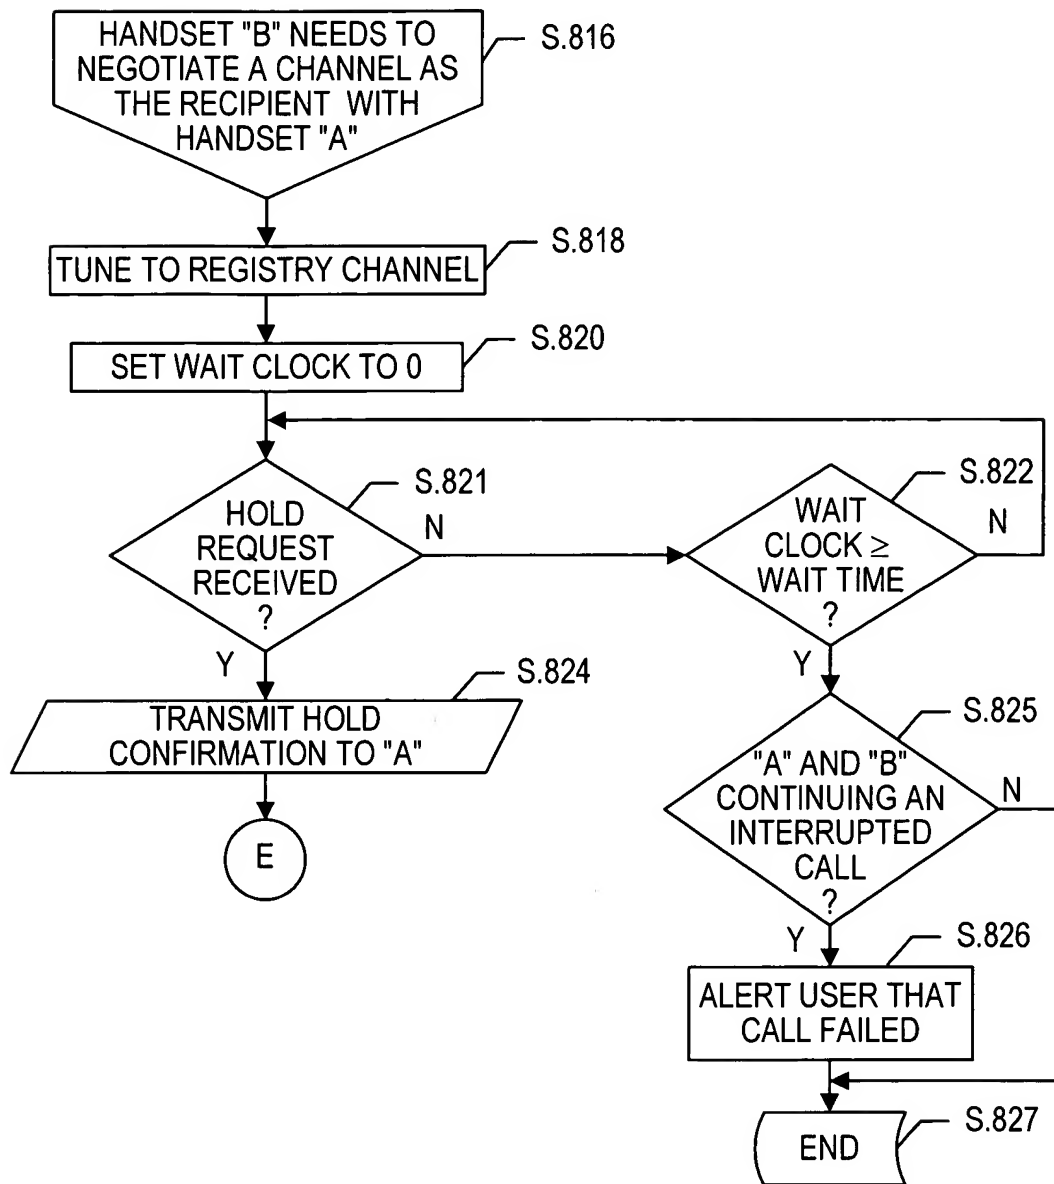 HANDSET "B" NEEDS TO
NEGOTIATE A CHANNEL AS
THE RECIPIENT WITH
HANDSET "A"
S.816
TUNE TO REGISTRY CHANNEL
S.818
SET WAIT CLOCK TO 0
S.820
HOLD
REQUEST
RECEIVED
?
S.821
N
Y
WAIT
CLOCK ≥
WAIT TIME
?
S.822
N
Y
TRANSMIT HOLD
CONFIRMATION TO "A"
S.824
E
"A" AND "B"
CONTINUING AN
INTERRUPTED
CALL
?
S.825
N
Y
ALERT USER THAT
CALL FAILED
S.826
END
S.827